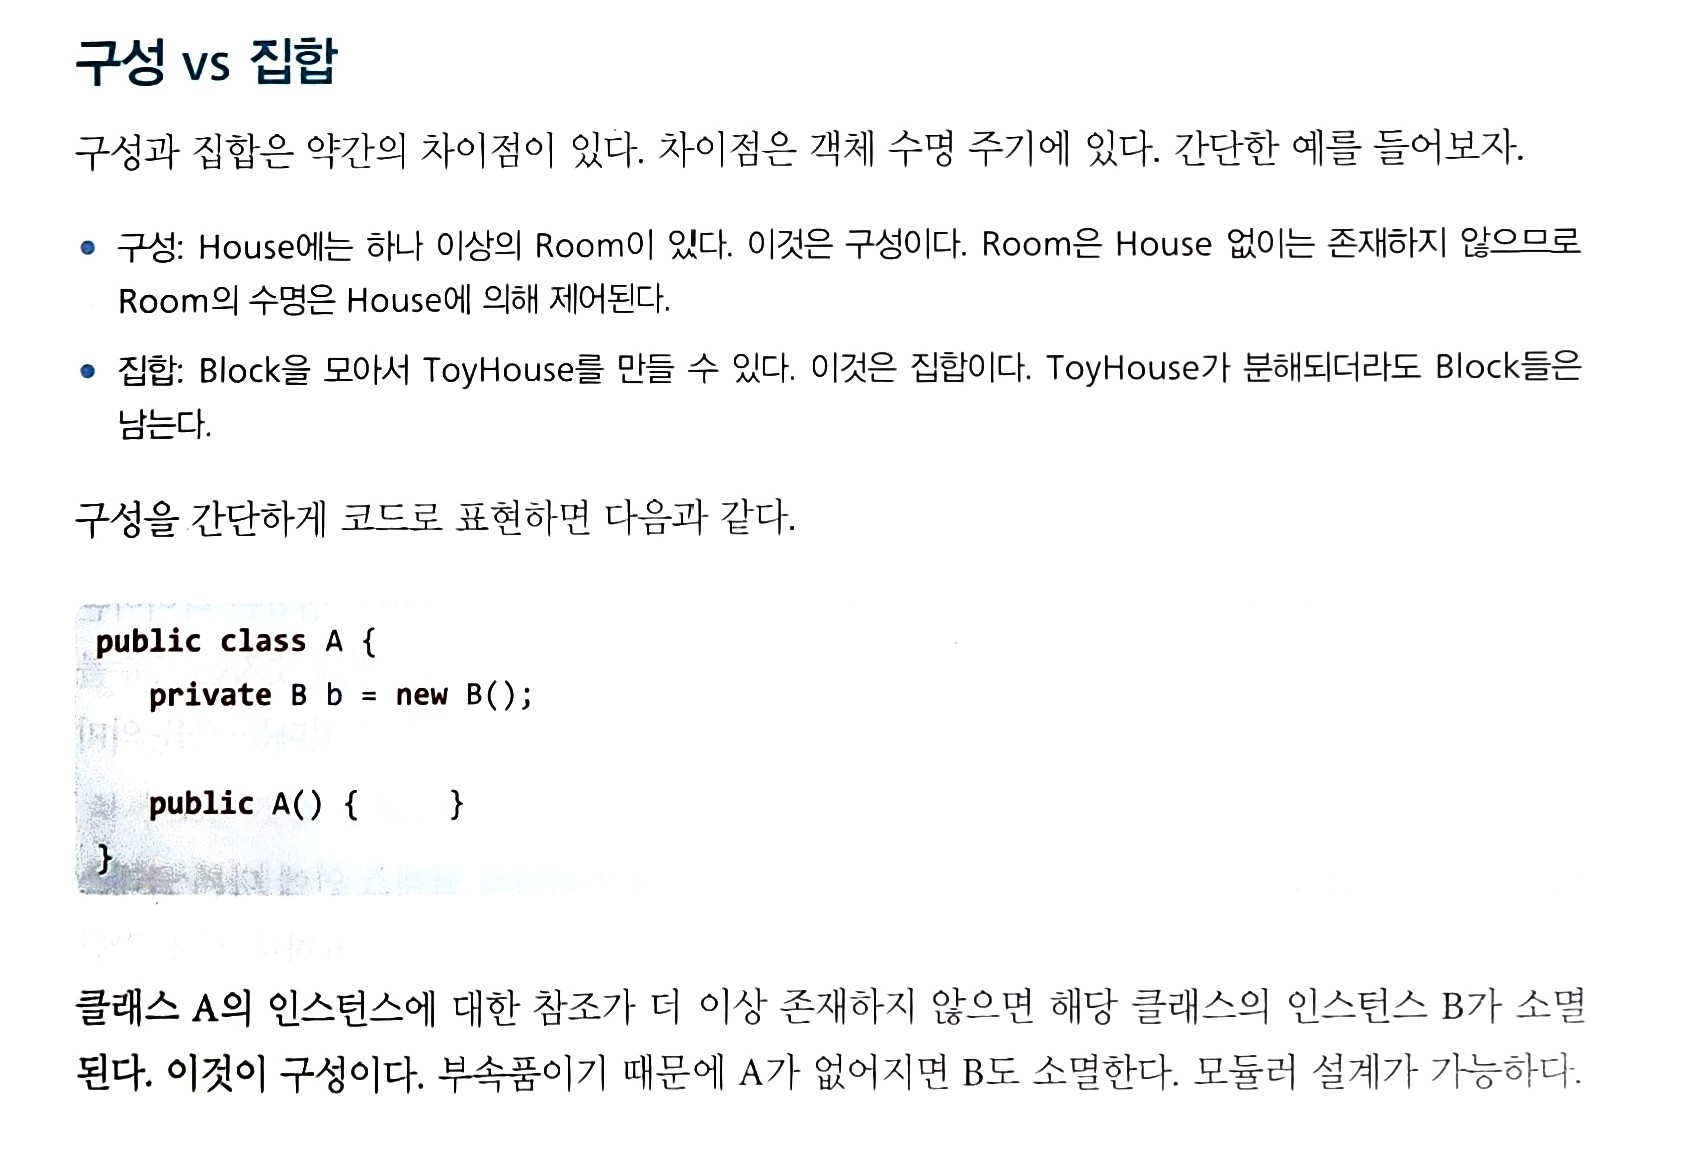 구성 vs 집합
구성과 집합은 약간의 차이점이 있다. 차이점은 객체 수명 주기에 있다. 간단한 예를 들어보자.
• 구성: House에는 하나 이상의 Room이 있다. 이것은 구성이다. Room은 House 없이는 존재하지 않으므로
Room의 수명은 House에 의해 제어된다.
• 집합: Block을 모아서 ToyHouse를 만들 수 있다. 이것은 집합이다. ToyHouse가 분해되더라도 Block들은
남는다.
구성을 간단하게 코드로 표현하면 다음과 같다.
public class A {
private B b = new B();
public A() { }
}
클래스 A의 인스턴스에 대한 참조가 더 이상 존재하지 않으면 해당 클래스의 인스턴스 B가 소멸
된다. 이것이 구성이다. 부속품이기 때문에 A가 없어지면 B도 소멸한다. 모듈러 설계가 가능하다.